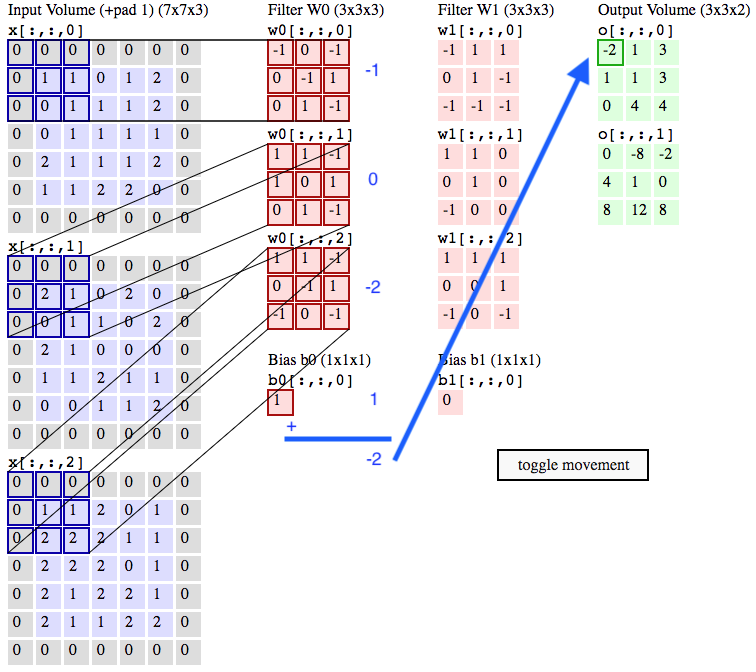 Input Volume (+pad 1) (7x7x3)
x[:,:,0]
0 0 0 0 0 0 0
0 1 1 0 1 2 0
0 0 1 1 1 2 0
0 0 1 1 1 1 0
0 2 1 1 1 2 0
0 1 1 2 2 0 0
0 0 0 0 0 0 0
x[:,:,1]
0 0 0 0 0 0 0
0 2 1 0 2 0 0
0 0 1 1 0 2 0
0 2 1 0 0 0 0
0 1 1 2 1 1 0
0 0 0 1 1 2 0
0 0 0 0 0 0 0
x[:,:,2]
0 0 0 0 0 0 0
0 1 1 2 0 1 0
0 2 2 2 1 1 0
0 2 2 2 0 1 0
0 2 1 2 2 1 0
0 2 1 1 2 2 0
0 0 0 0 0 0 0
Filter W0 (3x3x3)
w0[:,:,0]
-1 0 -1
0 -1 1
0 1 -1
-1
w0[:,:,1]
1 1 -1
1 0 1
0 1 -1
0
w0[:,:,2]
1 1 -1
0 -1 1
-1 0 -1
-2
Bias b0 (1x1x1)
b0[:,:,0]
1
1
+
-2
Filter W1 (3x3x3)
w1[:,:,0]
-1 1 1
0 1 -1
-1 -1 -1
w1[:,:,1]
1 1 0
0 1 0
-1 0 0
w1[:,:,2]
1 1 1
0 0 1
-1 0 -1
Bias b1 (1x1x1)
b1[:,:,0]
0
Output Volume (3x3x2)
o[:,:,0]
-2 1 3
1 1 3
0 4 4
o[:,:,1]
0 -8 -2
4 1 0
8 12 8
toggle movement